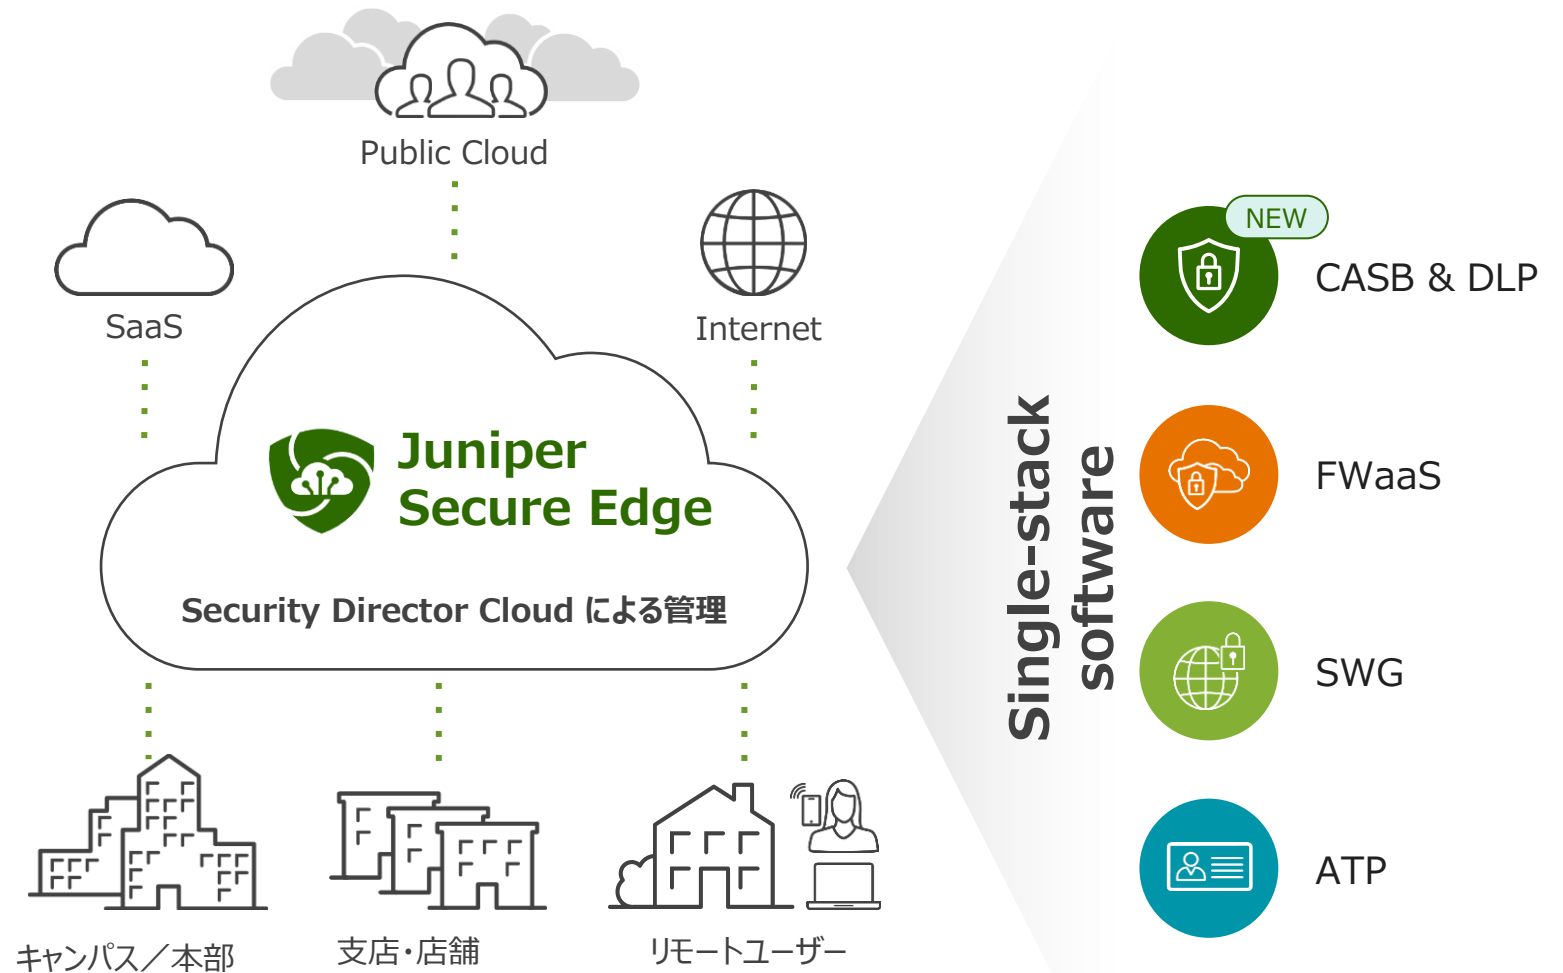 Public Cloud
SaaS
Internet
Juniper
Secure Edge
Security Director Cloud による管理
キャンパス／本部
支店・店舗
リモートユーザー
Single-stack
software
NEW
CASB & DLP
FWaaS
SWG
ATP